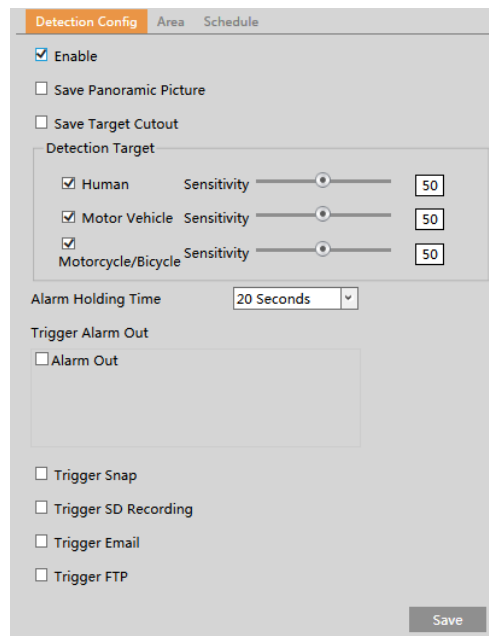 Detection Config Area Schedule
Enable
Save Panoramic Picture
Save Target Cutout
Detection Target
Human Sensitivity 50
Motor Vehicle Sensitivity 50
Motorcycle/Bicycle Sensitivity 50
Alarm Holding Time 20 Seconds
Trigger Alarm Out
Alarm Out
Trigger Snap
Trigger SD Recording
Trigger Email
Trigger FTP
Save